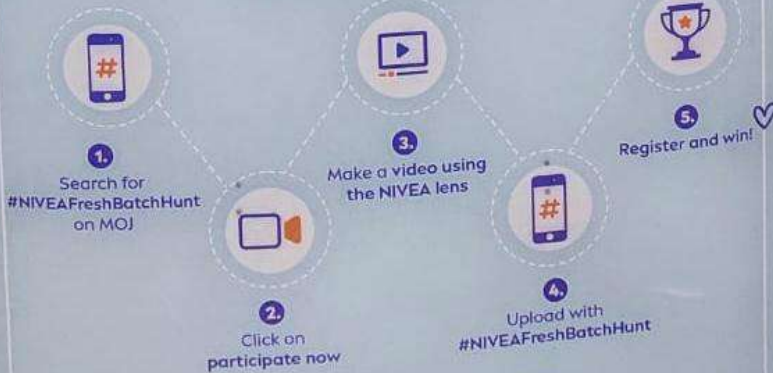 #
1.
Search for
#NIVEAFreshBatchHunt
on MOJ
2.
Click on
participate now
3.
Make a video using
the NIVEA lens
#
4.
Upload with
#NIVEAFreshBatchHunt
5.
Register and win!